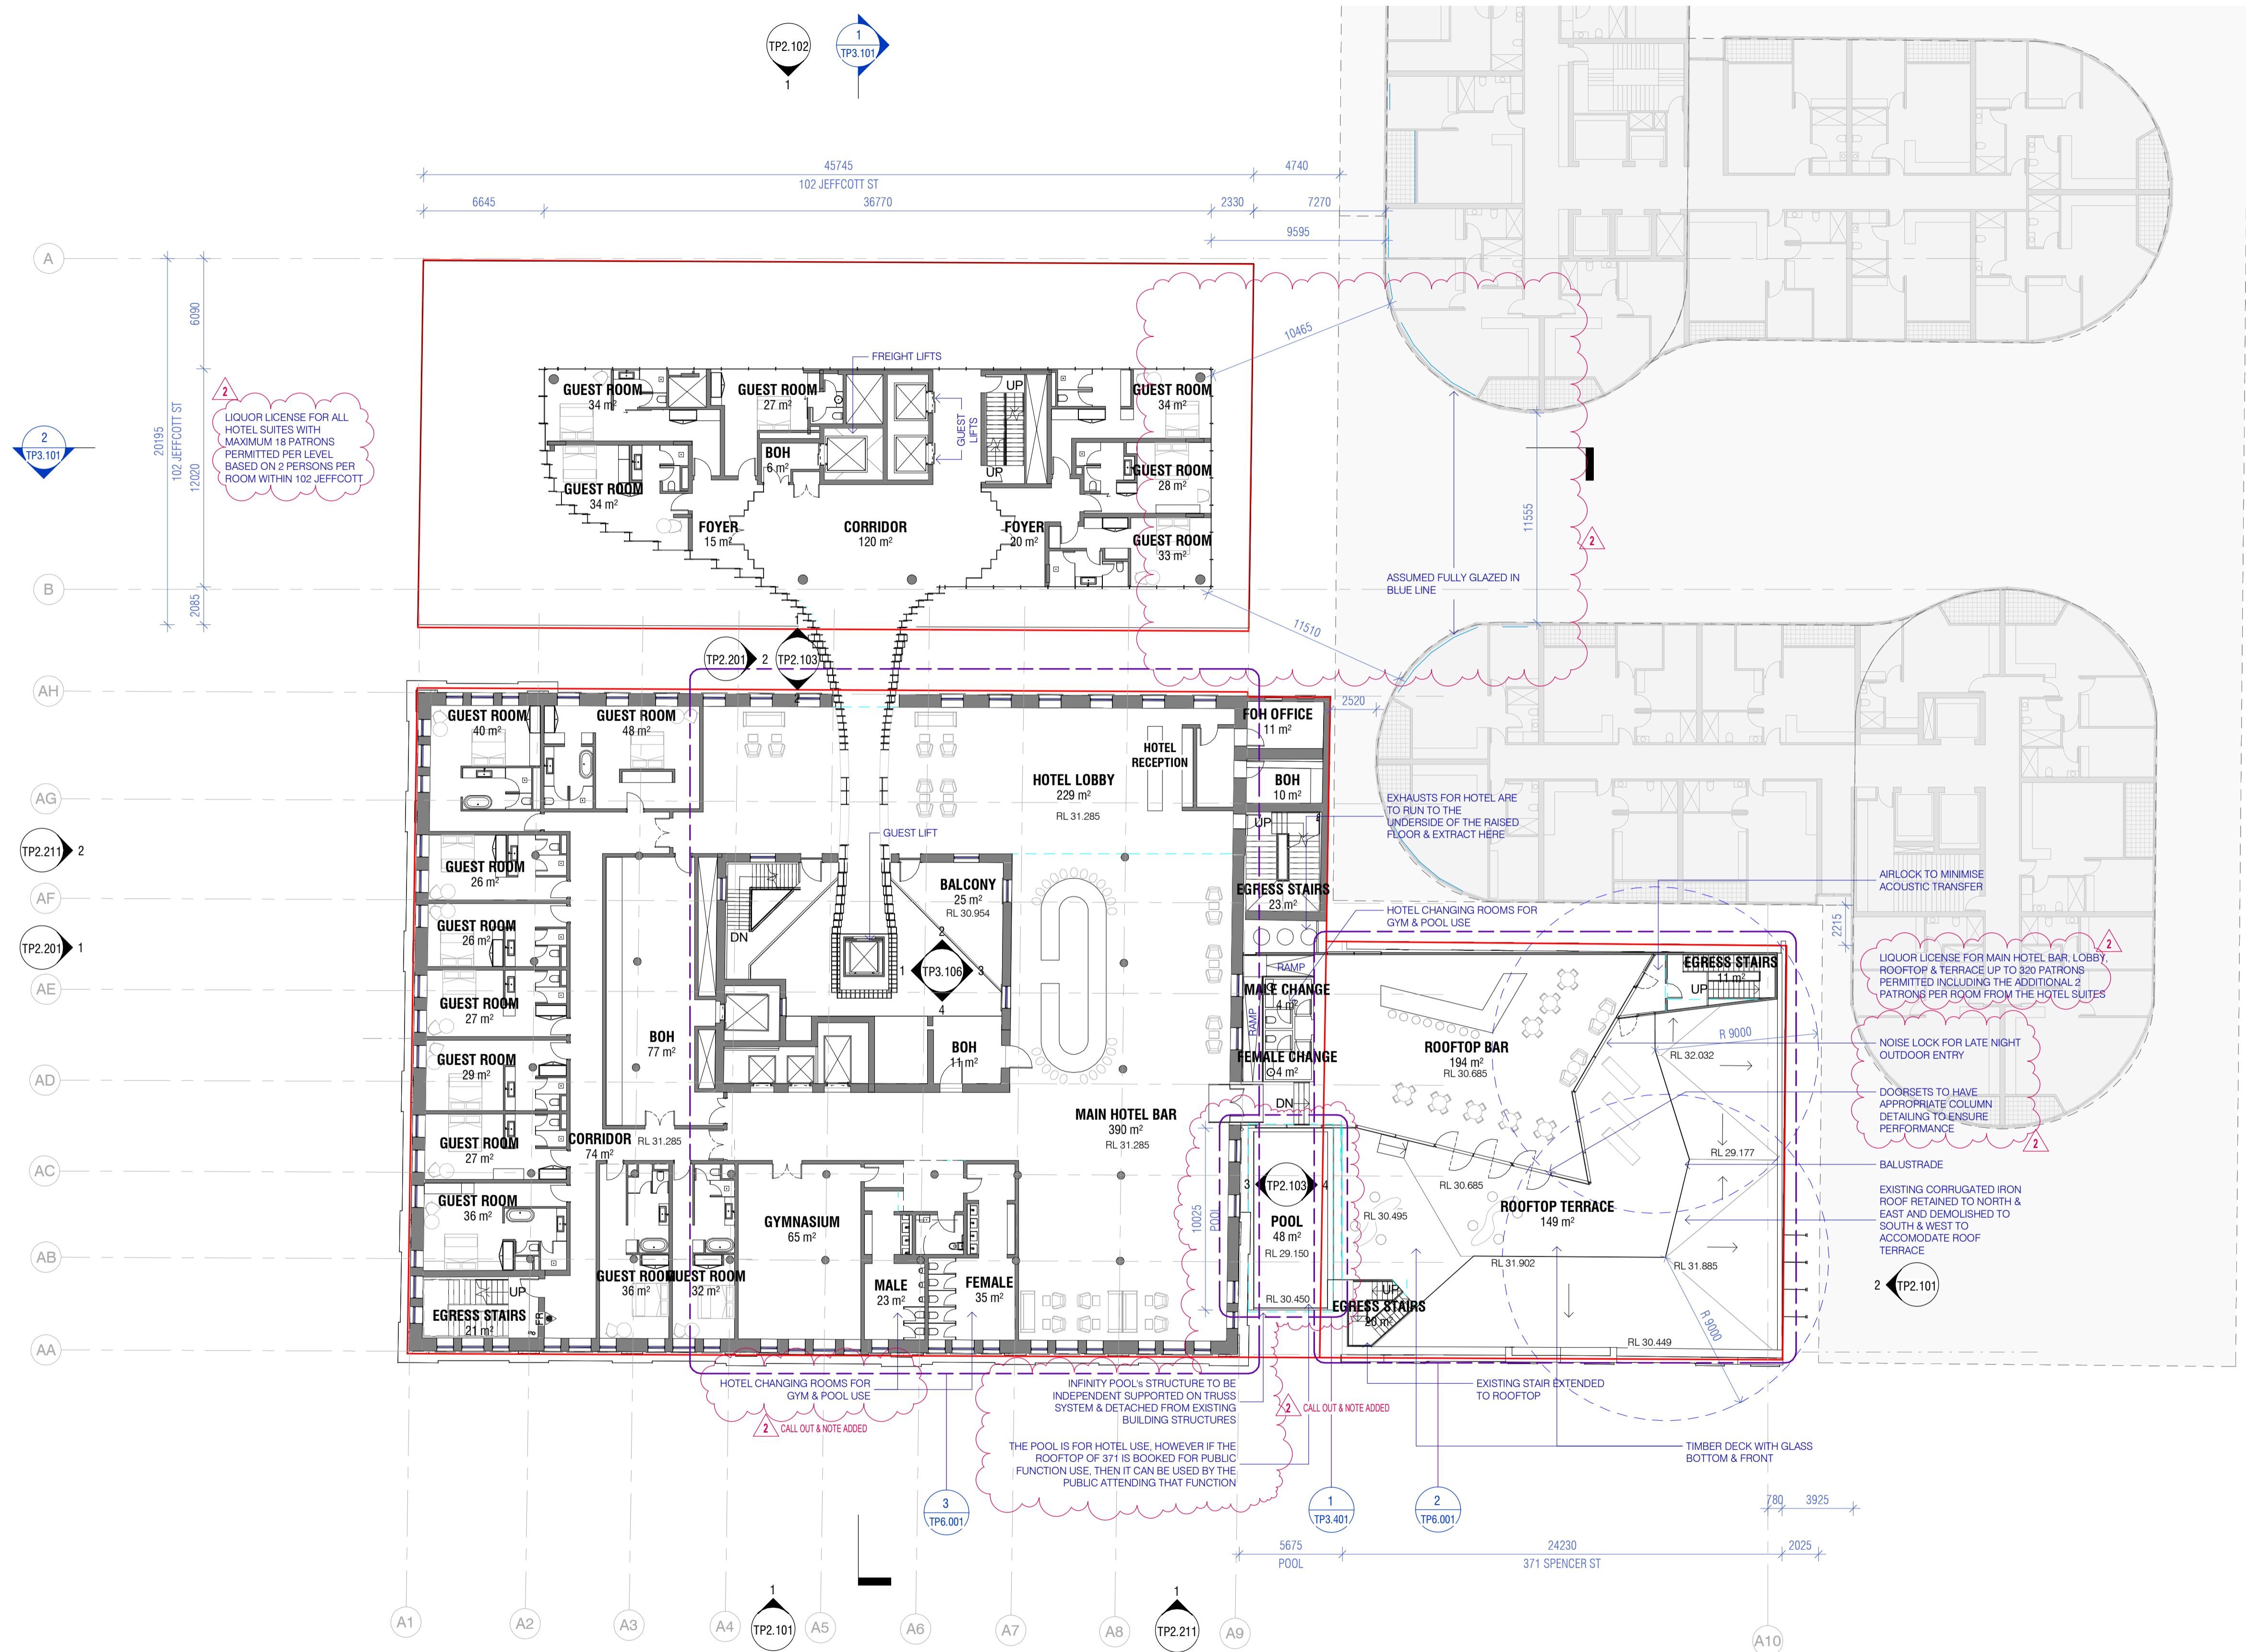 TP2.102
1
1
TP3.101
45745
4740
102 JEFFCOTT ST
6645
36770
2330
7270
9595
A
6090
20195
102 JEFFCOTT ST
12020
2085
2
LIQUOR LICENSE FOR ALL
HOTEL SUITES WITH
MAXIMUM 18 PATRONS
PERMITTED PER LEVEL
BASED ON 2 PERSONS PER
ROOM WITHIN 102 JEFFCOTT
2
TP3.101
B
FREIGHT LIFTS
GUEST ROOM
34 m²
GUEST ROOM
27 m²
UP
GUEST ROOM
34 m²
GUEST
LIFTS
BOH
6 m²
UP
GUEST ROOM
28 m²
GUEST ROOM
34 m²
FOYER
15 m²
CORRIDOR
120 m²
FOYER
20 m²
GUEST ROOM
33 m²
10465
11555
2
ASSUMED FULLY GLAZED IN
BLUE LINE
11510
TP2.201
2
1
TP2.103
2
2
AH
GUEST ROOM
40 m²
GUEST ROOM
48 m²
HOTEL
RECEPTION
FOH OFFICE
11 m²
2520
HOTEL LOBBY
229 m²
RL 31.285
BOH
10 m²
AG
EXHAUSTS FOR HOTEL ARE
TO RUN TO THE
UNDERSIDE OF THE RAISED
FLOOR & EXTRACT HERE
UP
GUEST LIFT
TP2.211
2
GUEST ROOM
26 m²
BALCONY
25 m²
RL 30.954
EGRESS STAIRS
23 m²
AIRLOCK TO MINIMISE
ACOUSTIC TRANSFER
AF
HOTEL CHANGING ROOMS FOR
GYM & POOL USE
2215
TP2.201
1
GUEST ROOM
26 m²
DN
2
1
TP3.106
3
4
RAMP
MALE CHANGE
4 m²
RAMP
EGRESS STAIRS
11 m²
UP
2
LIQUOR LICENSE FOR MAIN HOTEL BAR, LOBBY,
ROOFTOP & TERRACE UP TO 320 PATRONS
PERMITTED INCLUDING THE ADDITIONAL 2
PATRONS PER ROOM FROM THE HOTEL SUITES
AE
GUEST ROOM
27 m²
BOH
77 m²
BOH
11 m²
FEMALE CHANGE
4 m²
ROOFTOP BAR
194 m²
RL 30.685
R 9000
RL 32.032
NOISE LOCK FOR LATE NIGHT
OUTDOOR ENTRY
AD
GUEST ROOM
29 m²
DN
DOORSETS TO HAVE
APPROPRIATE COLUMN
DETAILING TO ENSURE
PERFORMANCE
2
MAIN HOTEL BAR
390 m²
RL 31.285
GUEST ROOM
27 m²
CORRIDOR
74 m²
RL 31.285
RL 29.177
BALUSTRADE
AC
GUEST ROOM
36 m²
3
TP2.103
4
RL 30.685
10025
POOL
POOL
48 m²
RL 29.150
RL 30.450
RL 30.495
ROOFTOP TERRACE
149 m²
EXISTING CORRUGATED IRON
ROOF RETAINED TO NORTH &
EAST AND DEMOLISHED TO
SOUTH & WEST TO
ACCOMODATE ROOF
TERRACE
GYMNASIUM
65 m²
AB
RL 31.902
RL 31.885
GUEST ROOM
36 m²
GUEST ROOM
32 m²
MALE
23 m²
FEMALE
35 m²
UP
EGRESS STAIRS
21 m²
FR
UP
EGRESS STAIRS
20 m²
R 9000
RL 30.449
2
TP2.101
AA
HOTEL CHANGING ROOMS FOR
GYM & POOL USE
2
CALL OUT & NOTE ADDED
INFINITY POOL's STRUCTURE TO BE
INDEPENDENT SUPPORTED ON TRUSS
SYSTEM & DETACHED FROM EXISTING
BUILDING STRUCTURES
2
CALL OUT & NOTE ADDED
THE POOL IS FOR HOTEL USE, HOWEVER IF THE
ROOFTOP OF 371 IS BOOKED FOR PUBLIC
FUNCTION USE, THEN IT CAN BE USED BY THE
PUBLIC ATTENDING THAT FUNCTION
EXISTING STAIR EXTENDED
TO ROOFTOP
TIMBER DECK WITH GLASS
BOTTOM & FRONT
3
TP6.001
1
TP3.401
2
TP6.001
780
3925
5675
POOL
24230
371 SPENCER ST
2025
1
TP2.101
1
TP2.211
A1
A2
A3
A4
A5
A6
A7
A8
A9
A10